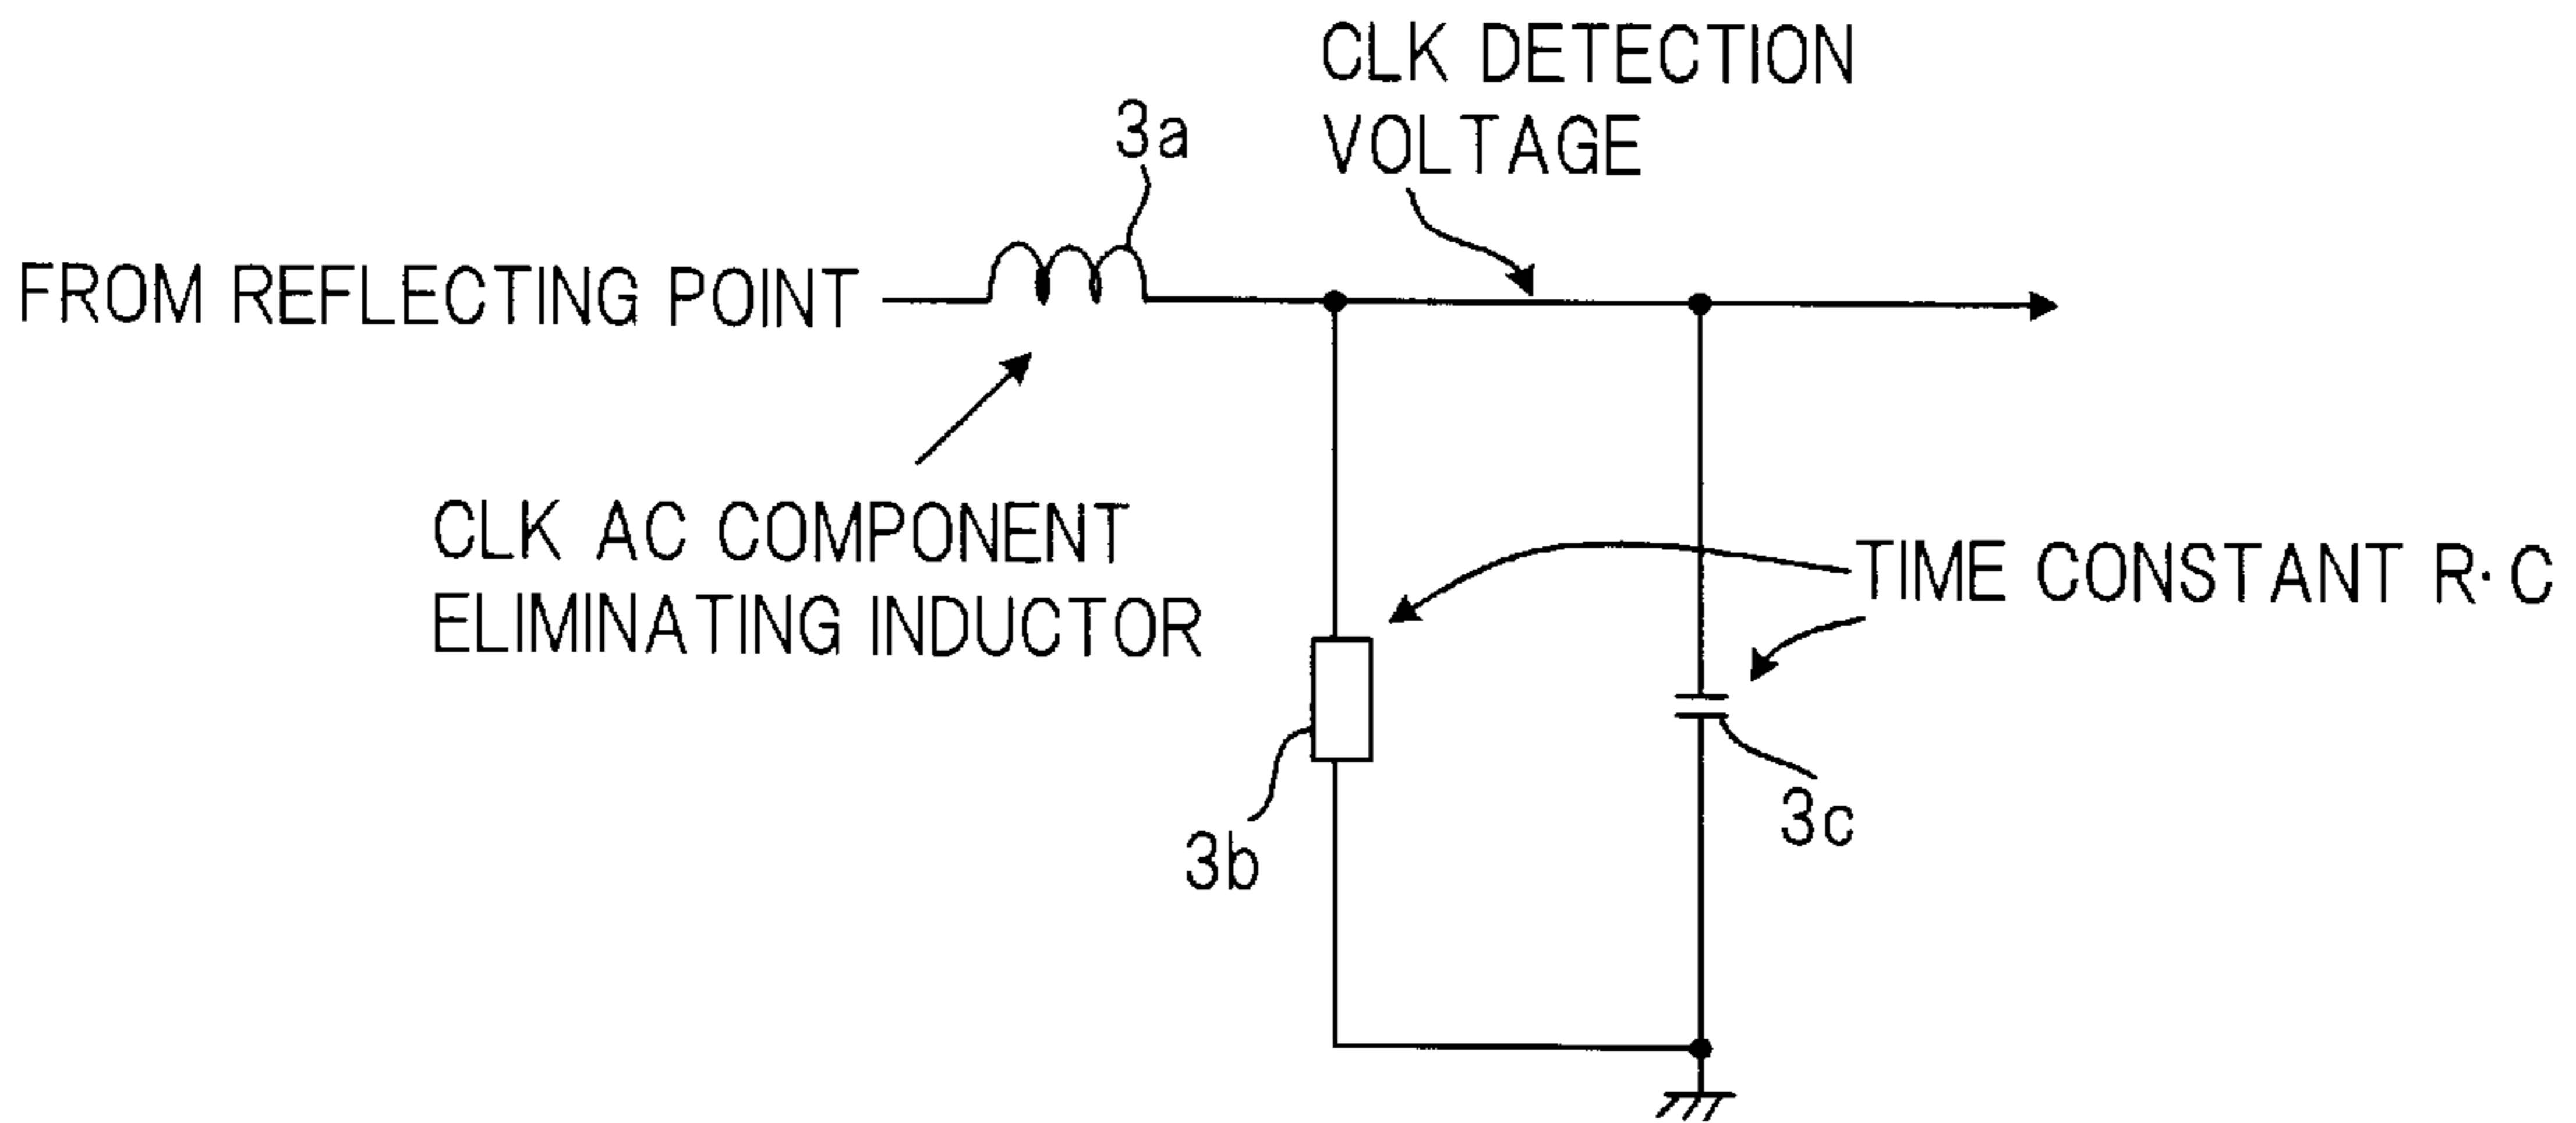 CLK DETECTION
VOLTAGE
3a
FROM REFLECTING POINT
CLK AC COMPONENT
ELIMINATING INDUCTOR
TIME CONSTANT R·C
3b
3c